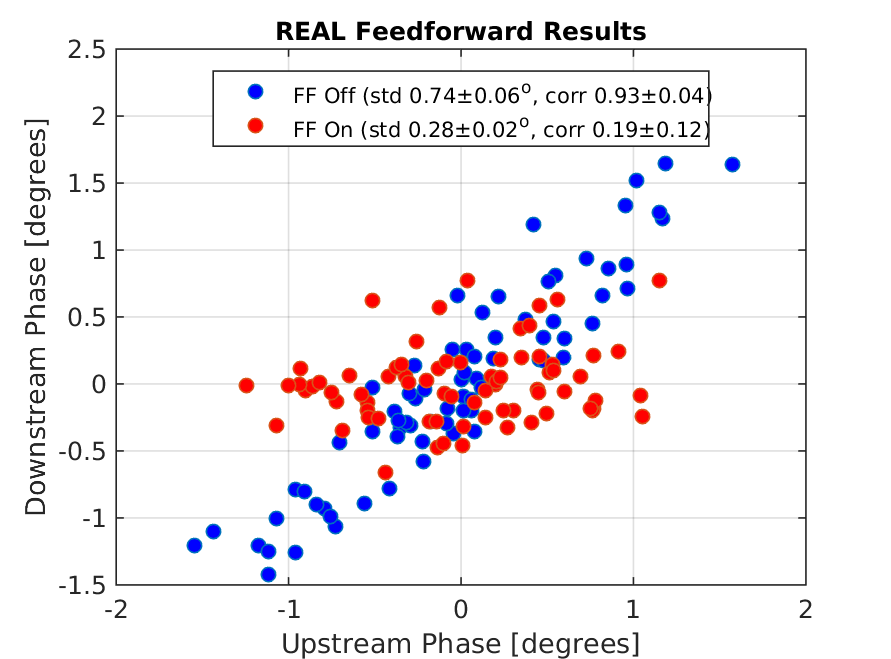 REAL Feedforward Results
2.5
FF Off (std 0.74±0.06º, corr 0.93±0.04)
2
FF On (std 0.28±0.02º, corr 0.19±0.12)
1.5
1
0.5
0
-0.5
-1
-1.5
Downstream Phase [degrees]
-2 -1 0 1 2
Upstream Phase [degrees]